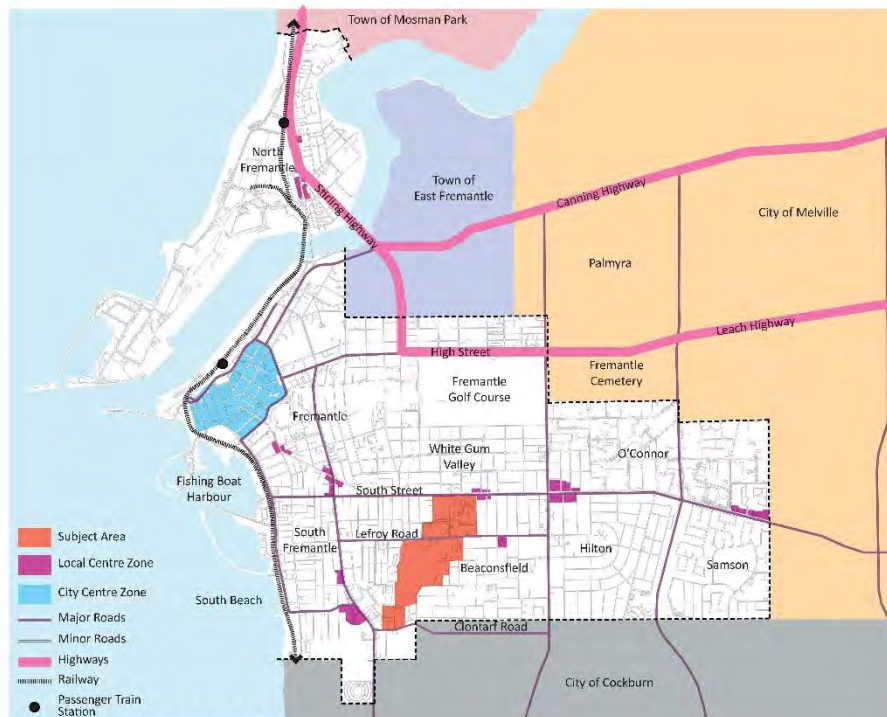 Town of Mosman Park
North
Fremantle
Stirling Highway
Town of
East Fremantle
Canning Highway
City of Melville
Palmyra
Leach Highway
High Street
Fremantle
Cemetery
Fremantle
Golf Course
Fremantle
O'Connor
White Gum
Valley
Fishing Boat
Harbour
South Street
South
Fremantle
Lefroy Road
Hilton
Beaconsfield
Samson
South Beach
Clontarf Road
City of Cockburn
Subject Area
Local Centre Zone
City Centre Zone
Major Roads
Minor Roads
Highways
Railway
Passenger Train
Station